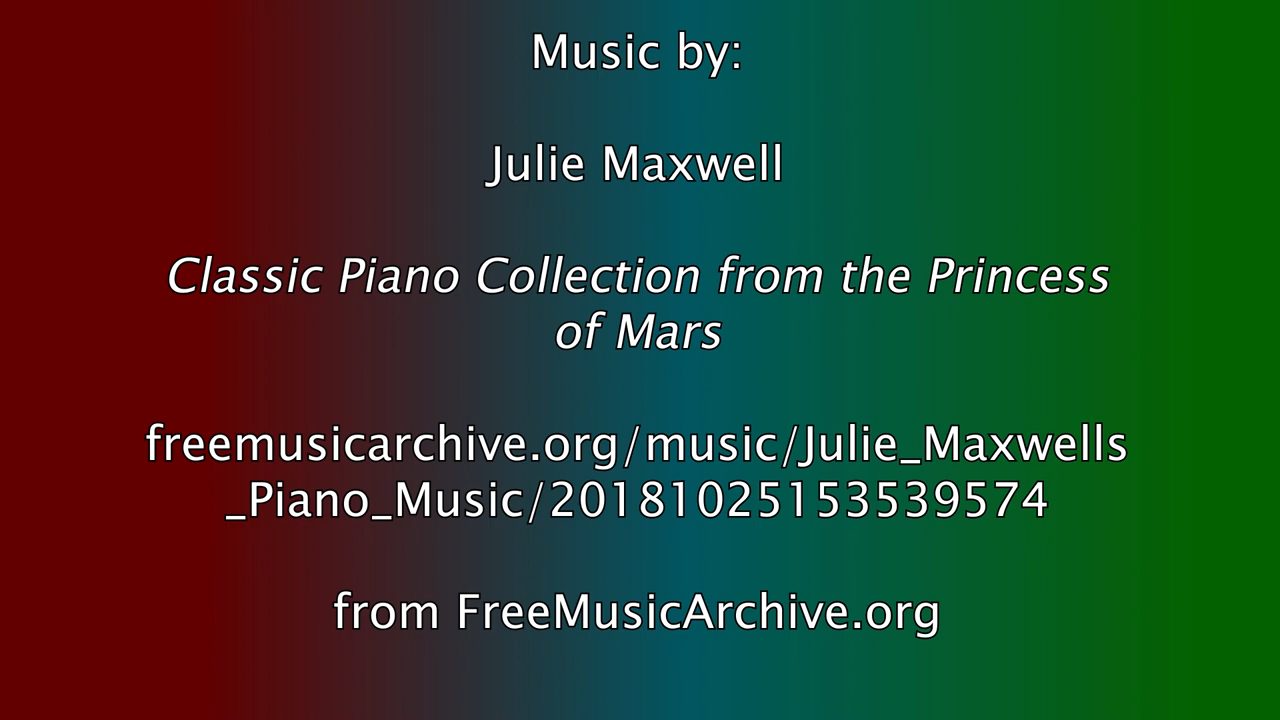 Music by:
Julie Maxwell
Classic Piano Collection from the Princess
of Mars
freemusicarchive.org/music/Julie_Maxwells
_Piano_Music/20181025153539574
from FreeMusicArchive.org